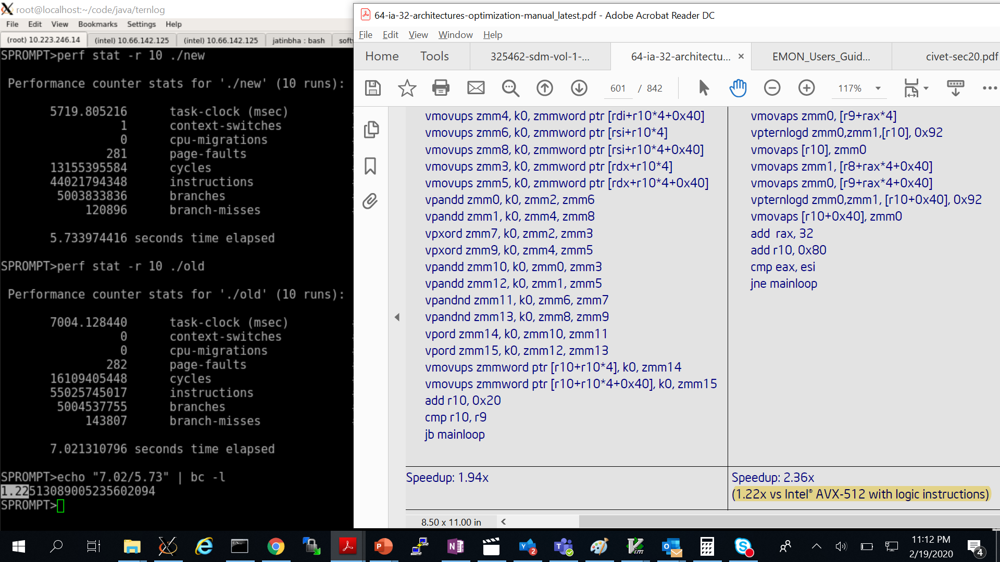 root@localhost:~/code/java/ternlog
File Edit View Bookmarks Settings Help
(root) 10.223.246.14 (intel) 10.66.142.125 (intel) 10.66.142.125 jatinbha : bash
SPROMPT>perf stat -r 10 ./new
Performance counter stats for './new' (10 runs):
5719.805216 task-clock (msec)
1 context-switches
0 cpu-migrations
281 page-faults
13155395584 cycles
44021794348 instructions
5003833836 branches
120896 branch-misses
5.733974416 seconds time elapsed
SPROMPT>perf stat -r 10 ./old
Performance counter stats for './old' (10 runs):
7004.128440 task-clock (msec)
0 context-switches
0 cpu-migrations
282 page-faults
16109405448 cycles
55025745017 instructions
5004537755 branches
143807 branch-misses
7.021310796 seconds time elapsed
SPROMPT>echo "7.02/5.73" | bc -l
1.22513089005235602094
SPROMPT>
64-ia-32-architectures-optimization-manual_latest.pdf - Adobe Acrobat Reader DC
File Edit View Window Help
Home Tools 325462-sdm-vol-1-... 64-ia-32-architectu... × EMON_Users_Guid... civet-sec20.pdf
601 / 842 117%
vmovups zmm4, k0, zmmword ptr [rdi+r10*4+0x40]
vmovups zmm6, k0, zmmword ptr [rsi+r10*4]
vmovups zmm8, k0, zmmword ptr [rsi+r10*4+0x40]
vmovups zmm3, k0, zmmword ptr [rdx+r10*4]
vmovups zmm5, k0, zmmword ptr [rdx+r10*4+0x40]
vpandd zmm0, k0, zmm2, zmm6
vpandd zmm1, k0, zmm4, zmm8
vpxord zmm7, k0, zmm2, zmm3
vpxord zmm9, k0, zmm4, zmm5
vpandd zmm10, k0, zmm0, zmm3
vpandd zmm12, k0, zmm1, zmm5
vpandnd zmm11, k0, zmm6, zmm7
vpandnd zmm13, k0, zmm8, zmm9
vpord zmm14, k0, zmm10, zmm11
vpord zmm15, k0, zmm12, zmm13
vmovups zmmword ptr [r10+r10*4], k0, zmm14
vmovups zmmword ptr [r10+r10*4+0x40], k0, zmm15
add r10, 0x20
cmp r10, r9
jb mainloop
Speedup: 1.94x
vmovaps zmm0, [r9+rax*4]
vpternlogd zmm0,zmm1,[r10], 0x92
vmovaps [r10], zmm0
vmovaps zmm1, [r8+rax*4+0x40]
vmovaps zmm0, [r9+rax*4+0x40]
vpternlogd zmm0,zmm1, [r10+0x40], 0x92
vmovaps [r10+0x40], zmm0
add rax, 32
add r10, 0x80
cmp eax, esi
jne mainloop
Speedup: 2.36x
(1.22x vs Intel® AVX-512 with logic instructions)
8.50 x 11.00 in
11:12 PM
2/19/2020
4